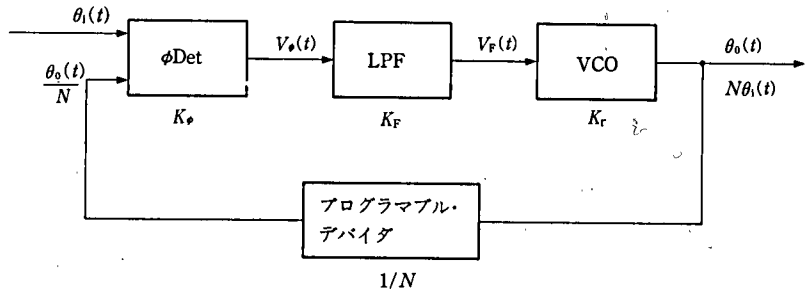 θi(t)
θ0(t)
N
φDet
Kφ
Vφ(t)
LPF
KF
VF(t)
VCO
Kr
θ0(t)
Nθi(t)
プログラマブル・
デバイダ
1/N